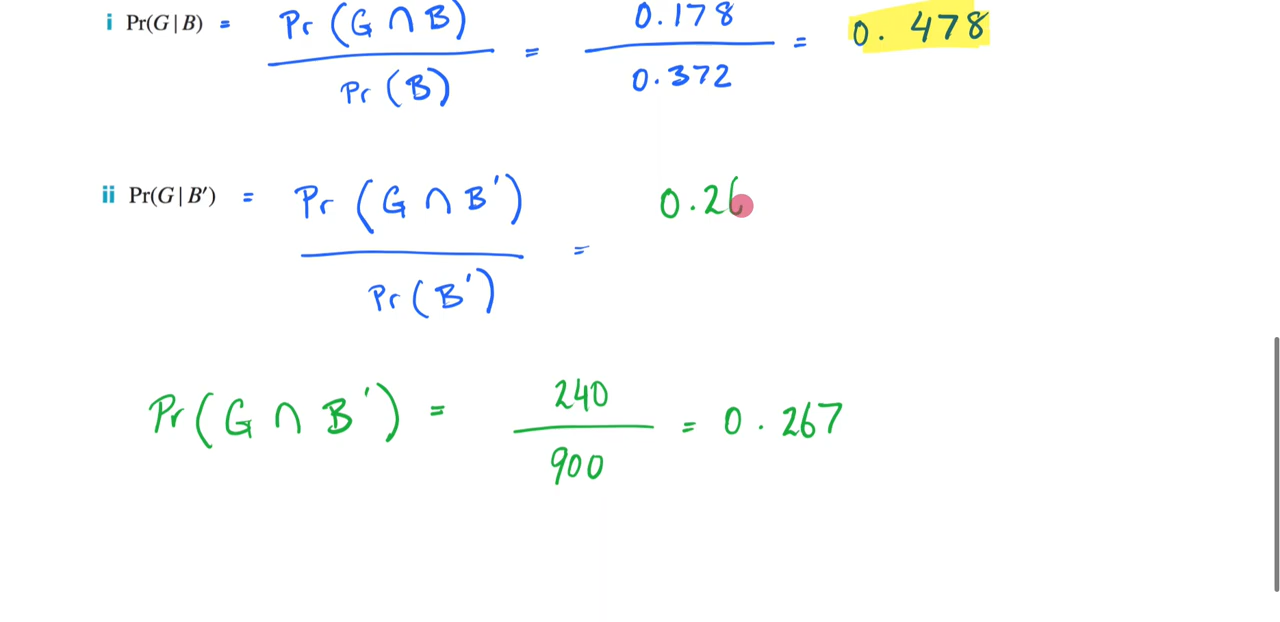 i Pr(G|B) = Pr(G ∩ B) / Pr(B) = 0.178 / 0.372 = 0.478
ii Pr(G|B′) = Pr(G ∩ B') / Pr(B') = 0.26
Pr(G ∩ B') = 240 / 900 = 0.267